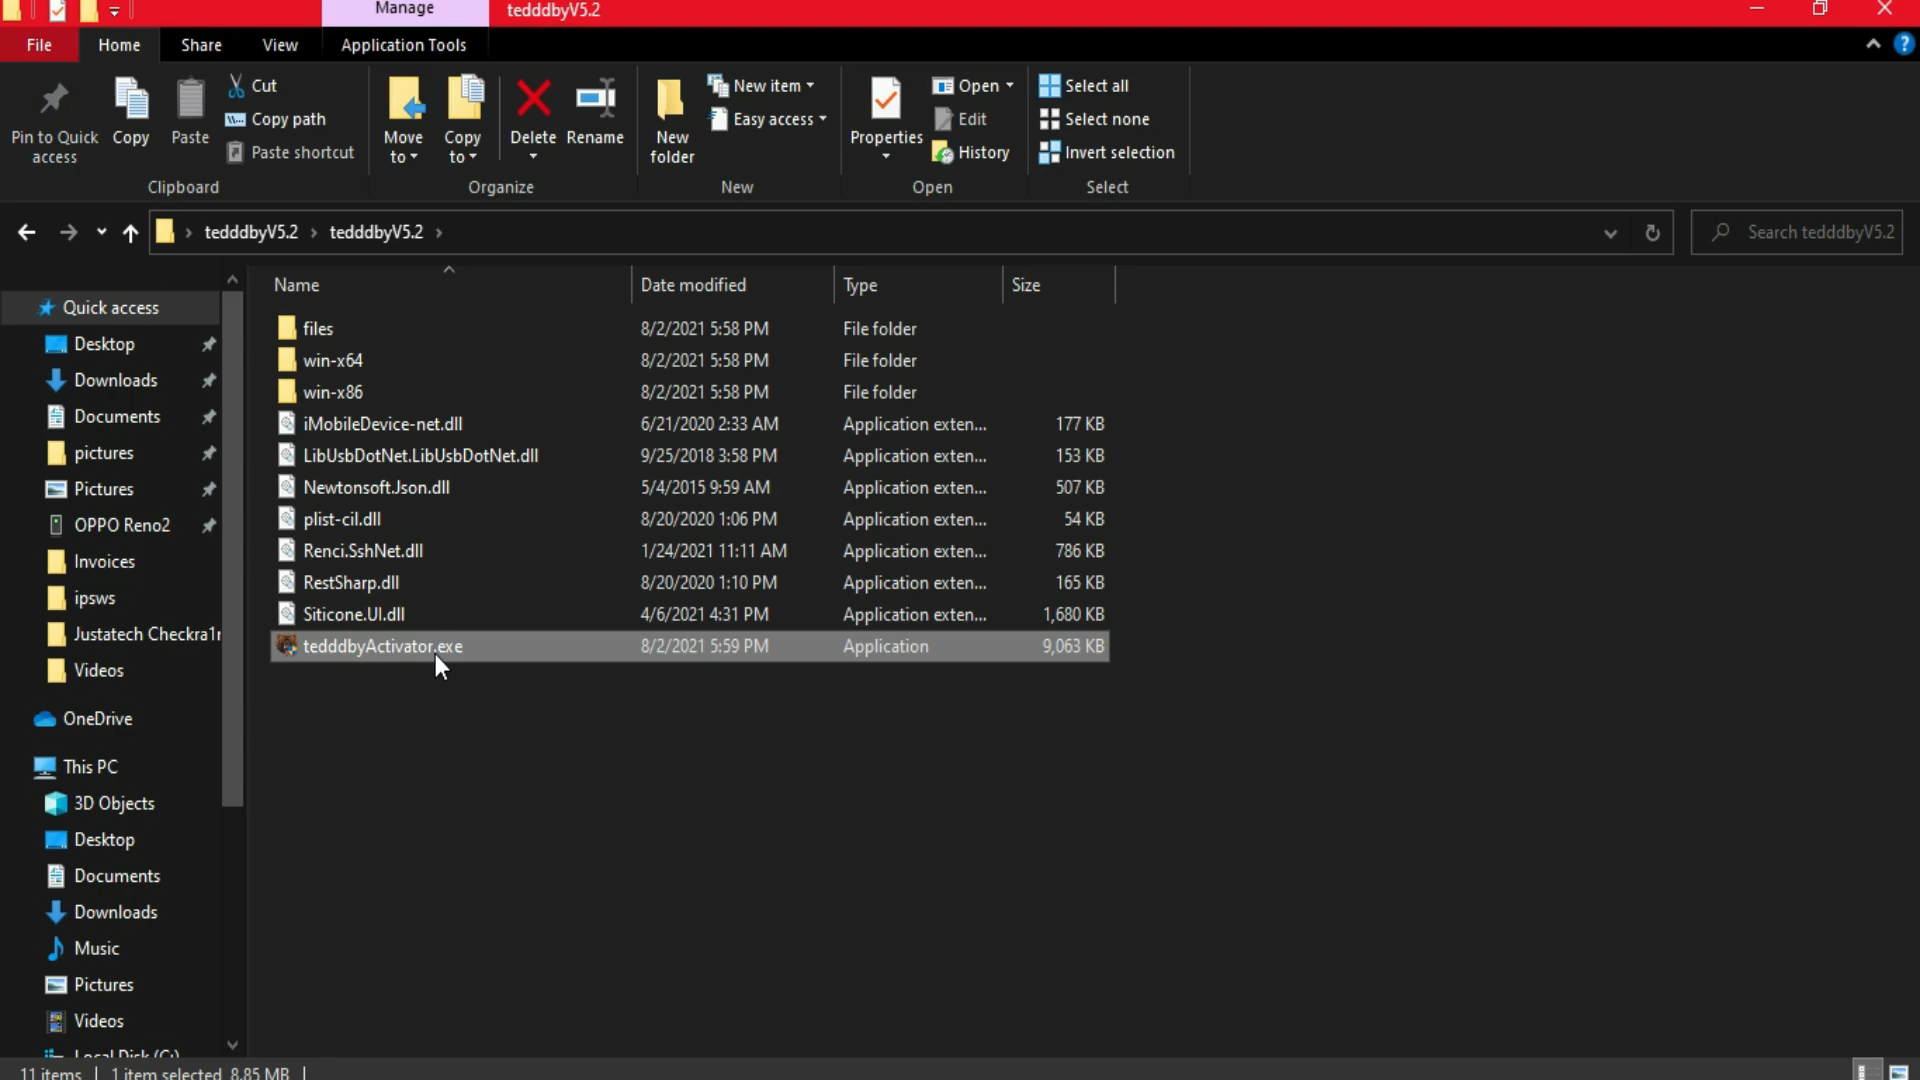 Manage
tedddbyV5.2
File
Home
Share
View
Application Tools
Pin to Quick
access
Copy
Paste
Cut
Copy path
Paste shortcut
Clipboard
Move
to
Copy
to
Delete
Rename
Organize
New
folder
New item
Easy access
New
Properties
Open
Edit
History
Open
Select all
Select none
Invert selection
Select
tedddbyV5.2
tedddbyV5.2
Search tedddbyV5.2
Quick access
Desktop
Downloads
Documents
pictures
Pictures
OPPO Reno2
Invoices
ipsws
Justatech Checkra1r
Videos
OneDrive
This PC
3D Objects
Desktop
Documents
Downloads
Music
Pictures
Videos
Local Disk (C:)
Name Date modified Type Size
files 8/2/2021 5:58 PM File folder
win-x64 8/2/2021 5:58 PM File folder
win-x86 8/2/2021 5:58 PM File folder
iMobileDevice-net.dll 6/21/2020 2:33 AM Application exten... 177 KB
LibUsbDotNet.LibUsbDotNet.dll 9/25/2018 3:58 PM Application exten... 153 KB
Newtonsoft.Json.dll 5/4/2015 9:59 AM Application exten... 507 KB
plist-cil.dll 8/20/2020 1:06 PM Application exten... 54 KB
Renci.SshNet.dll 1/24/2021 11:11 AM Application exten... 786 KB
RestSharp.dll 8/20/2020 1:10 PM Application exten... 165 KB
Siticone.UI.dll 4/6/2021 4:31 PM Application exten... 1,680 KB
tedddbyActivator.exe 8/2/2021 5:59 PM Application 9,063 KB
11 items 1 item selected 8.85 MB